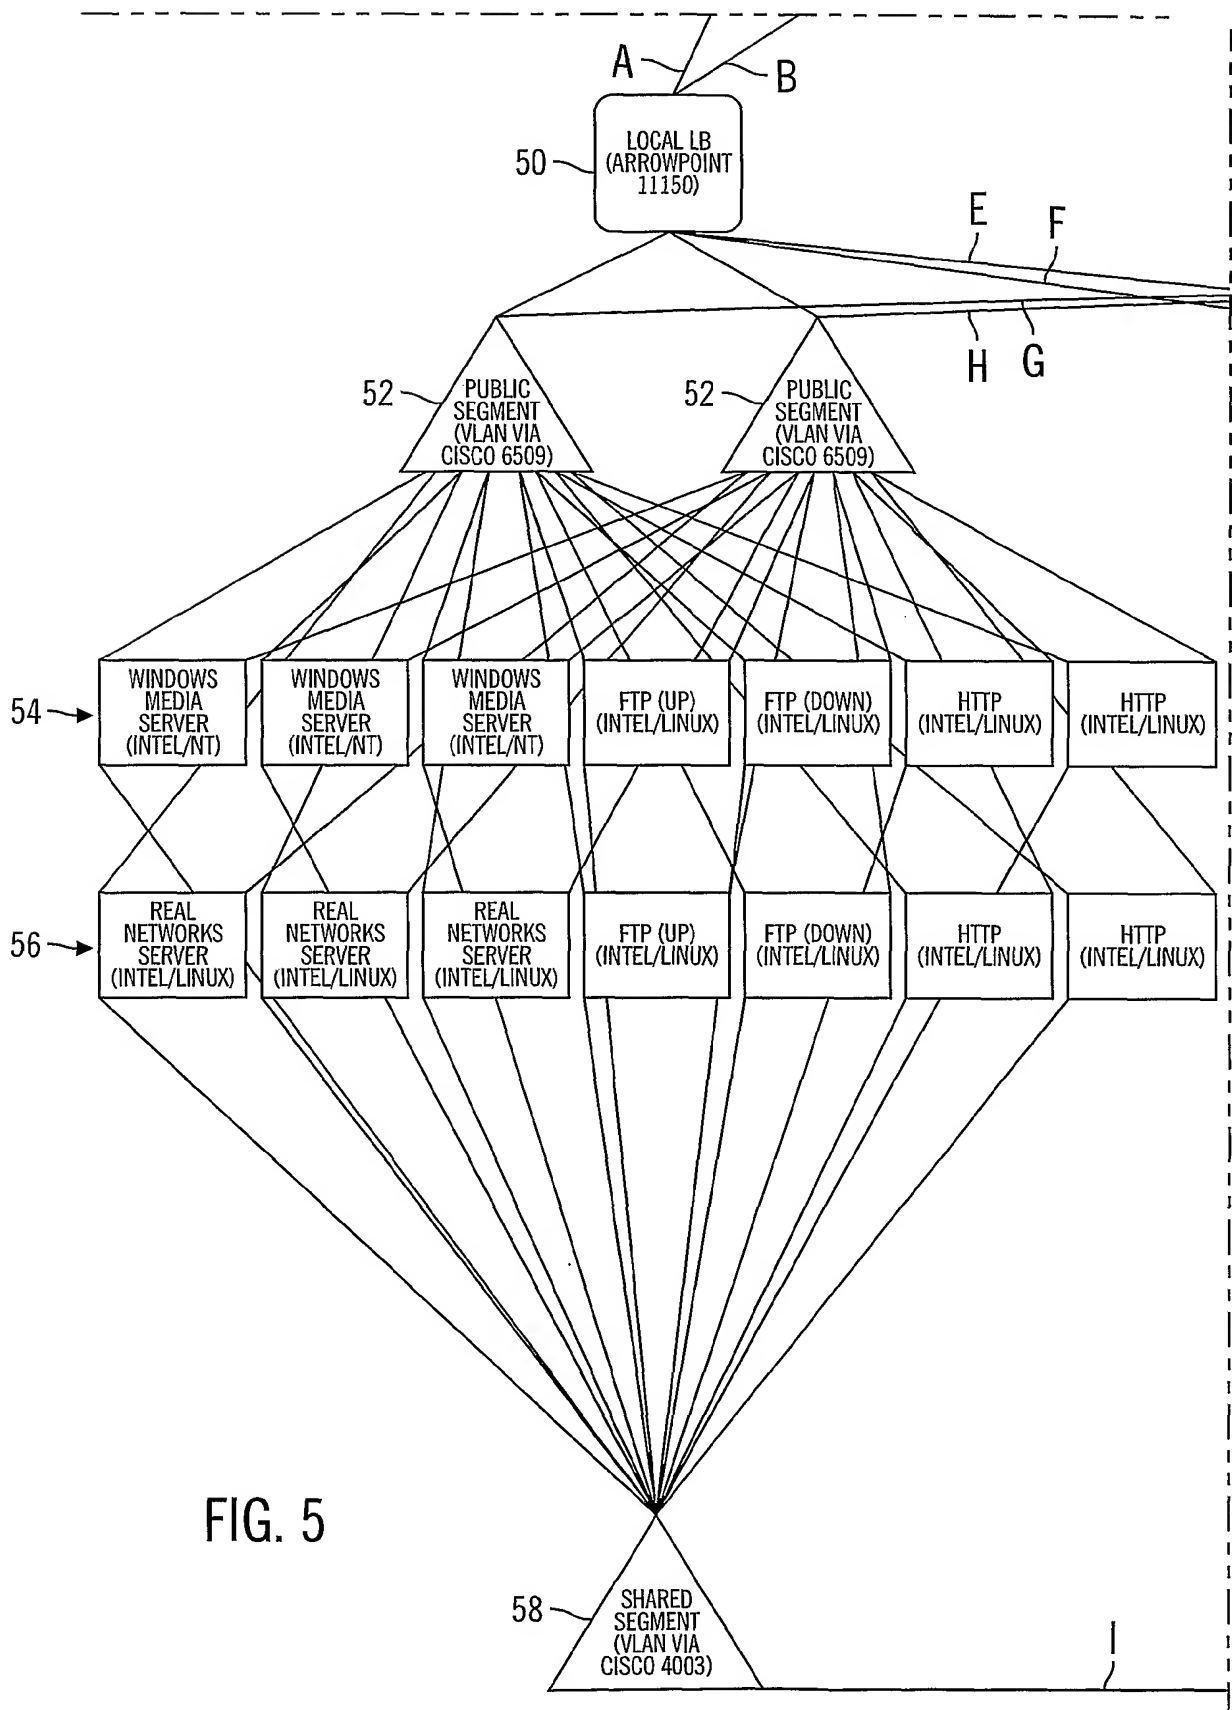 A
B
50
LOCAL LB
(ARROWPOINT
11150)
E
F
H
G
52
PUBLIC
SEGMENT
(VLAN VIA
CISCO 6509)
52
PUBLIC
SEGMENT
(VLAN VIA
CISCO 6509)
54
WINDOWS
MEDIA
SERVER
(INTEL/NT)
WINDOWS
MEDIA
SERVER
(INTEL/NT)
WINDOWS
MEDIA
SERVER
(INTEL/NT)
FTP (UP)
(INTEL/LINUX)
FTP (DOWN)
(INTEL/LINUX)
HTTP
(INTEL/LINUX)
HTTP
(INTEL/LINUX)
56
REAL
NETWORKS
SERVER
(INTEL/LINUX)
REAL
NETWORKS
SERVER
(INTEL/LINUX)
REAL
NETWORKS
SERVER
(INTEL/LINUX)
FTP (UP)
(INTEL/LINUX)
FTP (DOWN)
(INTEL/LINUX)
HTTP
(INTEL/LINUX)
HTTP
(INTEL/LINUX)
FIG. 5
58
SHARED
SEGMENT
(VLAN VIA
CISCO 4003)
I